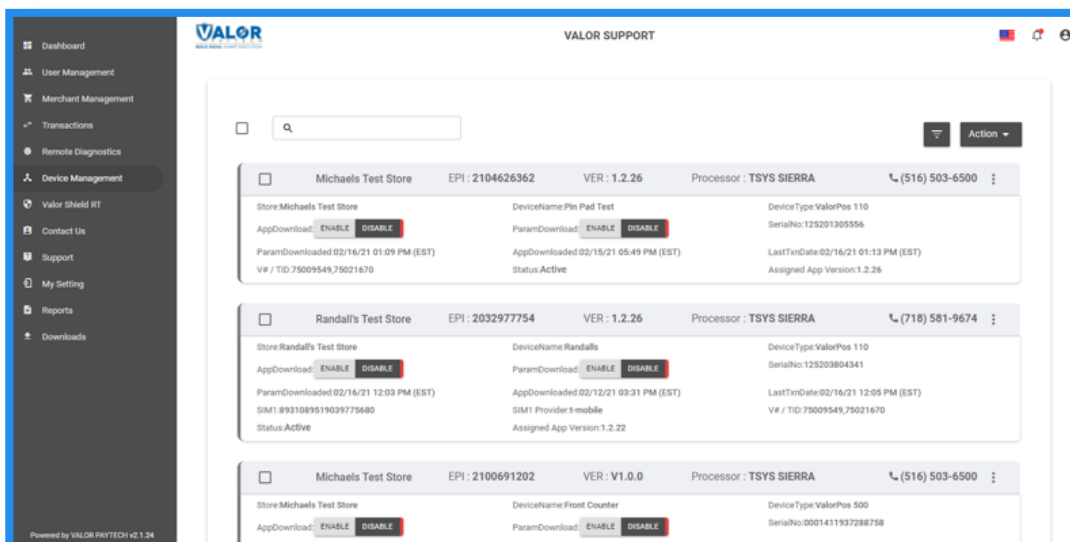 VALOR
VALOR SUPPORT
Dashboard
User Management
Merchant Management
Transactions
Remote Diagnostics
Device Management
Valor Shield RT
Contact Us
Support
My Setting
Reports
Downloads
Powered by VALOR PAYTECH v2.1.24
Action
Michaels Test Store EPI : 2104626362 VER : 1.2.26 Processor : TSYS SIERRA (516) 503-6500
Store:Michaels Test Store DeviceName:Pin Pad Test DeviceType:ValorPos 110
AppDownload: ENABLE DISABLE ParamDownload: ENABLE DISABLE SerialNo:125201305556
ParamDownloaded:02/16/21 01:09 PM (EST) AppDownloaded:02/15/21 05:49 PM (EST) LastTxnDate:02/16/21 01:13 PM (EST)
V# / TID:75009549,75021670 Status:Active Assigned App Version:1.2.26
Randall's Test Store EPI : 2032977754 VER : 1.2.26 Processor : TSYS SIERRA (718) 581-9674
Store:Randall's Test Store DeviceName:Randalls DeviceType:ValorPos 110
AppDownload: ENABLE DISABLE ParamDownload: ENABLE DISABLE SerialNo:125203804341
ParamDownloaded:02/16/21 12:03 PM (EST) AppDownloaded:02/12/21 03:31 PM (EST) LastTxnDate:02/16/21 12:05 PM (EST)
SIM1:8931089519039775680 SIM1 Provider:t-mobile V# / TID:75009549,75021670
Status:Active Assigned App Version:1.2.22
Michaels Test Store EPI : 2100691202 VER : V1.0.0 Processor : TSYS SIERRA (516) 503-6500
Store:Michaels Test Store DeviceName:Front Counter DeviceType:ValorPos 500
AppDownload: ENABLE DISABLE ParamDownload: ENABLE DISABLE SerialNo:0001411937288758